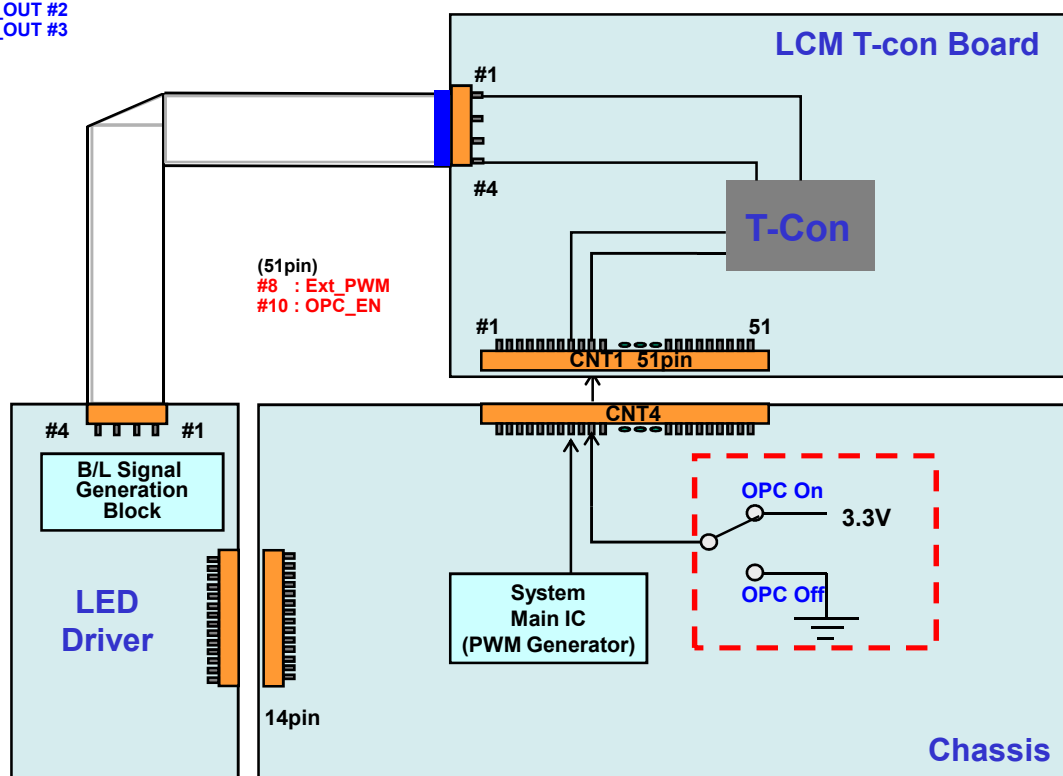 _OUT #2
_OUT #3
LCM T-con Board
#1
#4
T-Con
(51pin)
#8 : Ext_PWM
#10 : OPC_EN
#1
51
CNT1 51pin
CNT4
#4
#1
B/L Signal
Generation
Block
OPC On
3.3V
OPC Off
System
Main IC
(PWM Generator)
LED
Driver
14pin
Chassis